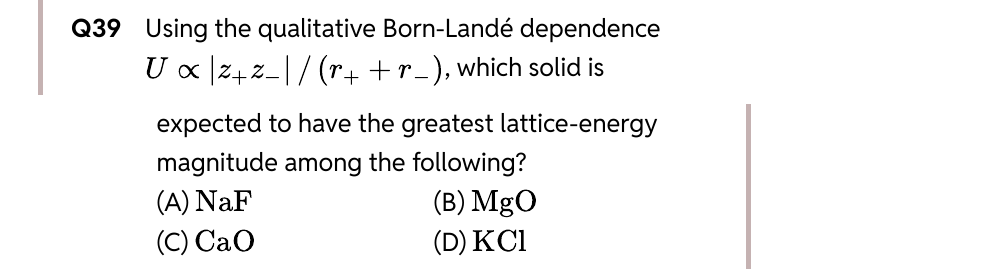 Q39 Using the qualitative Born-Landé dependence
U ∝ |z₊z₋| / (r₊ + r₋), which solid is
expected to have the greatest lattice-energy
magnitude among the following?
(A) NaF (B) MgO
(C) CaO (D) KCl